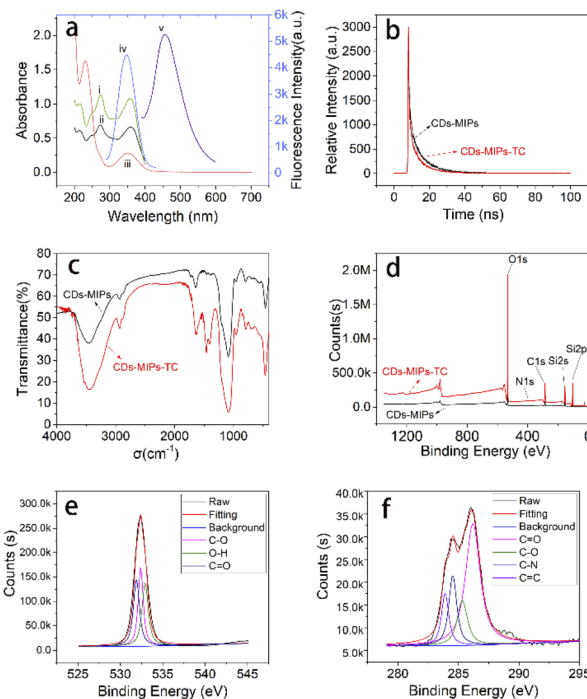 a
Absorbance
2.0
1.5
1.0
0.5
0.0
200 300 400 500 600 700
Wavelength (nm)
i
ii
iii
iv
v
6k
5k
4k
3k
2k
1k
0
Fluorescence Intensity(a.u.)
b
Relative Intensity (a.u.)
3000
2500
2000
1500
1000
500
0
0 20 40 60 80 100
Time (ns)
CDs-MIPs
CDs-MIPs-TC
c
Transmittance(%)
80
70
60
50
40
30
20
10
0
4000 3000 2000 1000
σ(cm⁻¹)
CDs-MIPs
CDs-MIPs-TC
d
Counts(s)
2.0M
1.5M
1.0M
500.0k
0.0
1200 800 400 0
Binding Energy (eV)
O1s
C1s
Si2s
Si2p
N1s
CDs-MIPs-TC
CDs-MIPs
e
Counts (s)
300.0k
250.0k
200.0k
150.0k
100.0k
50.0k
0.0
525 530 535 540 545
Binding Energy (eV)
Raw
Fitting
Background
C-O
O-H
C=O
f
Counts (s)
40.0k
35.0k
30.0k
25.0k
20.0k
15.0k
10.0k
5.0k
280 285 290 295
Binding Energy (eV)
Raw
Fitting
Background
C=O
C-O
C-N
C=C